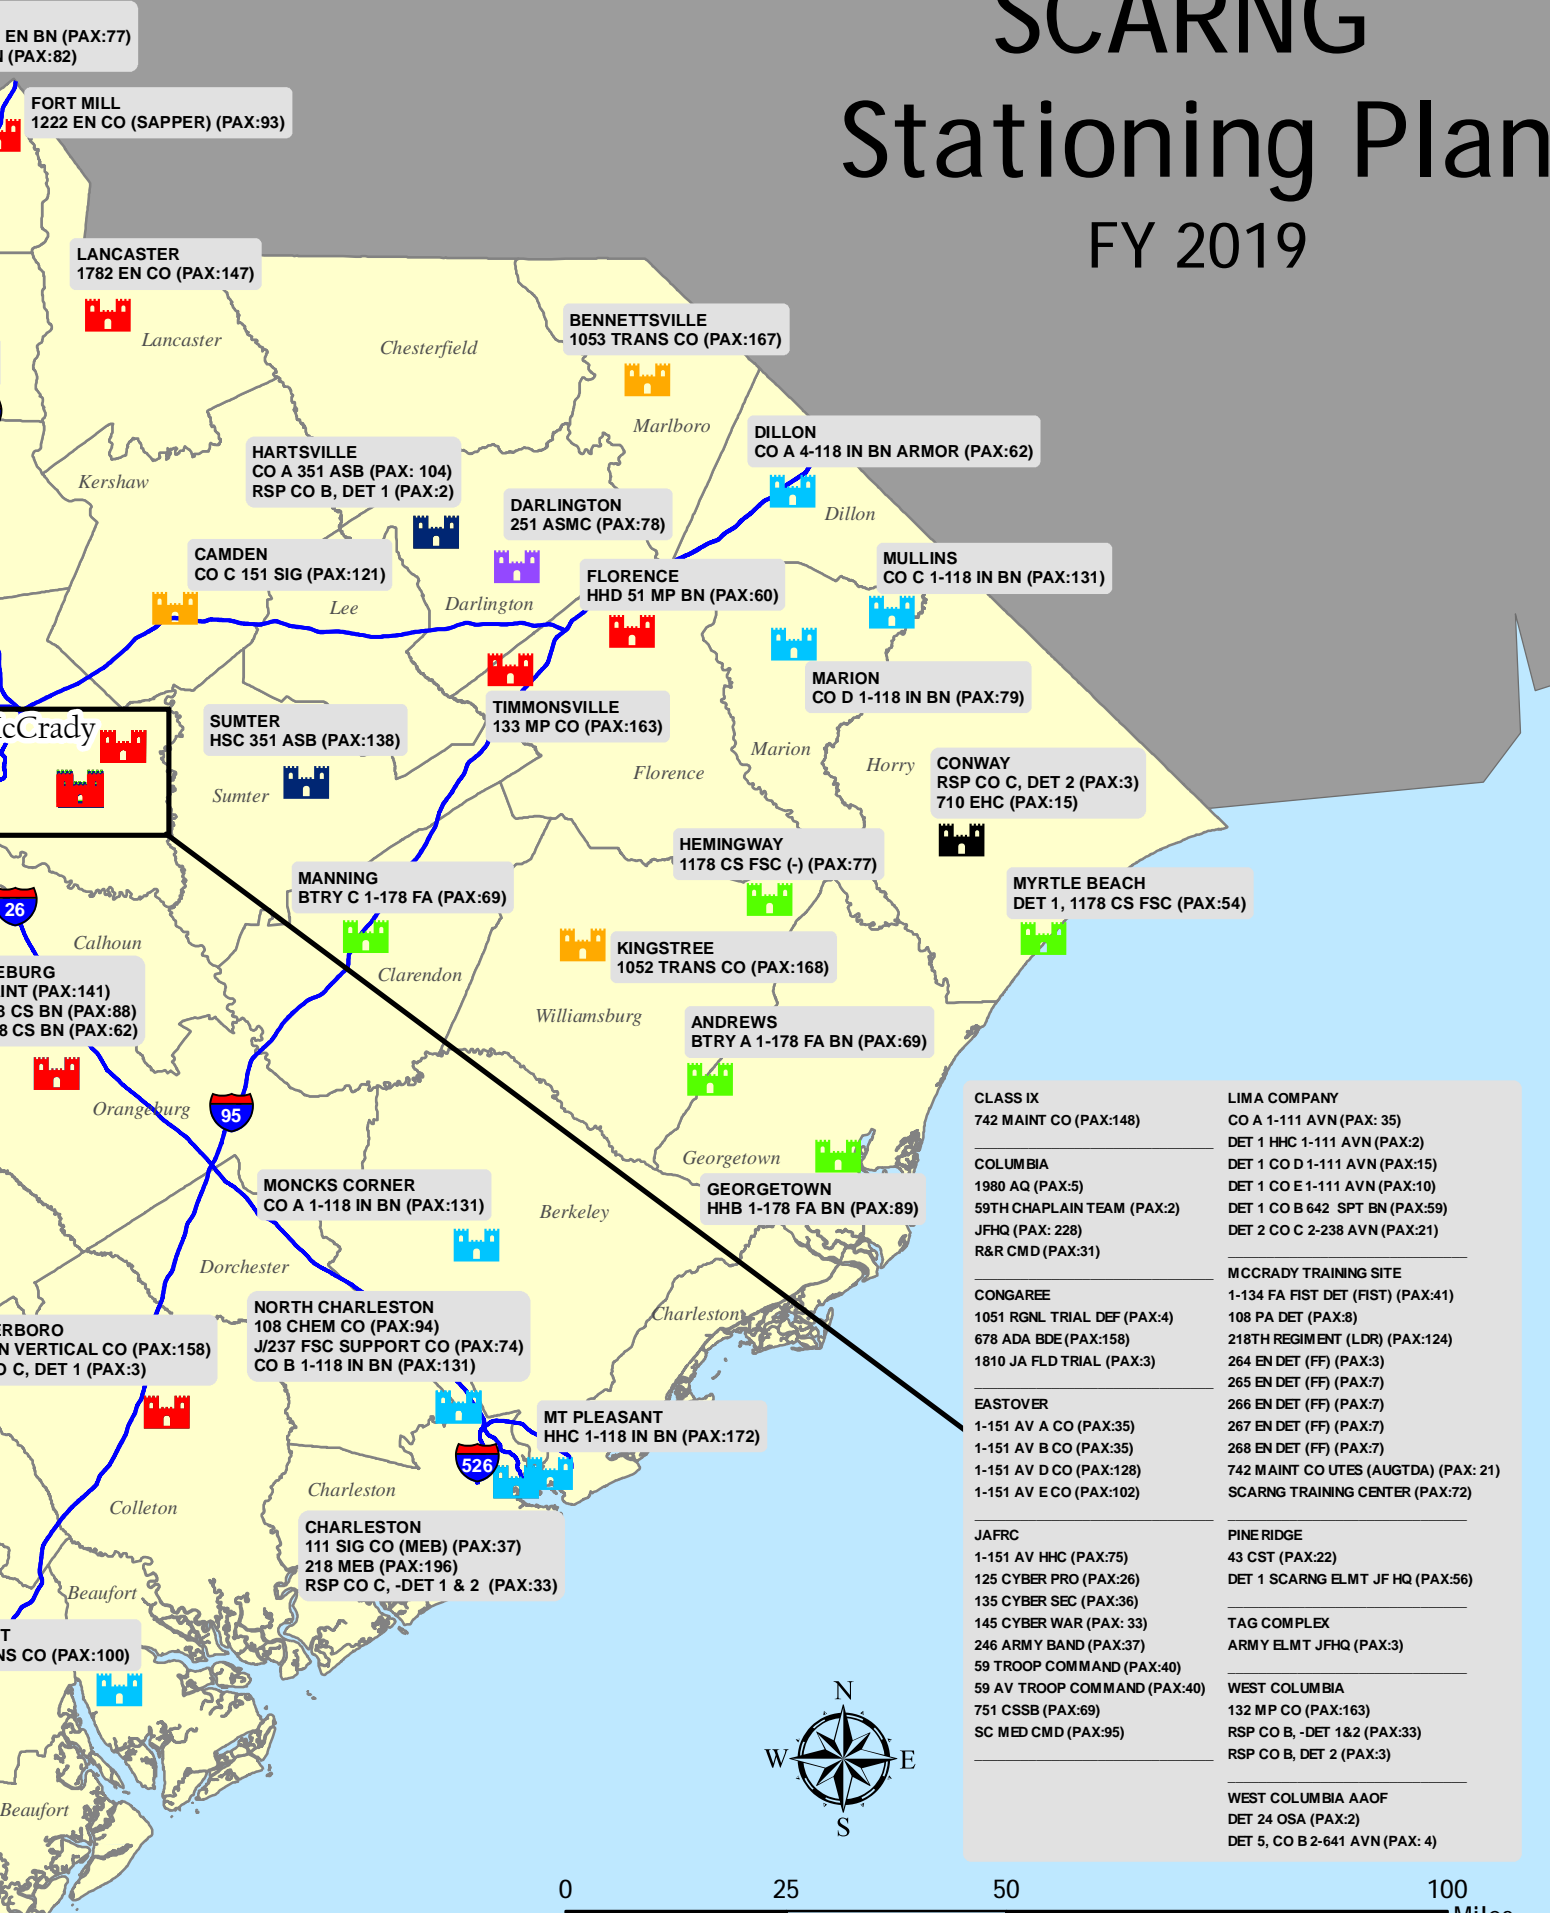 SCARNG
Stationing Plan
FY 2019
EN BN (PAX:77)
(PAX:82)
FORT MILL
1222 EN CO (SAPPER) (PAX:93)
LANCASTER
1782 EN CO (PAX:147)
Lancaster
Chesterfield
BENNETTSVILLE
1053 TRANS CO (PAX:167)
Marlboro
DILLON
CO A 4-118 IN BN ARMOR (PAX:62)
Dillon
Kershaw
HARTSVILLE
CO A 351 ASB (PAX: 104)
RSP CO B, DET 1 (PAX:2)
DARLINGTON
251 ASMC (PAX:78)
CAMDEN
CO C 151 SIG (PAX:121)
Lee
Darlington
FLORENCE
HHD 51 MP BN (PAX:60)
MULLINS
CO C 1-118 IN BN (PAX:131)
MARION
CO D 1-118 IN BN (PAX:79)
TIMMONSVILLE
133 MP CO (PAX:163)
cCrady
SUMTER
HSC 351 ASB (PAX:138)
Sumter
Florence
Marion
Horry
CONWAY
RSP CO C, DET 2 (PAX:3)
710 EHC (PAX:15)
HEMINGWAY
1178 CS FSC (-) (PAX:77)
MANNING
BTRY C 1-178 FA (PAX:69)
MYRTLE BEACH
DET 1, 1178 CS FSC (PAX:54)
26
Calhoun
KINGSTREE
1052 TRANS CO (PAX:168)
Clarendon
EBURG
INT (PAX:141)
CS BN (PAX:88)
8 CS BN (PAX:62)
Williamsburg
ANDREWS
BTRY A 1-178 FA BN (PAX:69)
Orangeburg
95
Georgetown
GEORGETOWN
HHB 1-178 FA BN (PAX:89)
MONCKS CORNER
CO A 1-118 IN BN (PAX:131)
Berkeley
Dorchester
ERBORO
N VERTICAL CO (PAX:158)
O C, DET 1 (PAX:3)
NORTH CHARLESTON
108 CHEM CO (PAX:94)
J/237 FSC SUPPORT CO (PAX:74)
CO B 1-118 IN BN (PAX:131)
Charleston
MT PLEASANT
HHC 1-118 IN BN (PAX:172)
526
Charleston
Colleton
CHARLESTON
111 SIG CO (MEB) (PAX:37)
218 MEB (PAX:196)
RSP CO C, -DET 1 & 2 (PAX:33)
Beaufort
T
NS CO (PAX:100)
Beaufort
CLASS IX
742 MAINT CO (PAX:148)
COLUMBIA
1980 AQ (PAX:5)
59TH CHAPLAIN TEAM (PAX:2)
JFHQ (PAX: 228)
R&R CMD (PAX:31)
CONGAREE
1051 RGNL TRIAL DEF (PAX:4)
678 ADA BDE (PAX:158)
1810 JA FLD TRIAL (PAX:3)
EASTOVER
1-151 AV A CO (PAX:35)
1-151 AV B CO (PAX:35)
1-151 AV D CO (PAX:128)
1-151 AV E CO (PAX:102)
JAFRC
1-151 AV HHC (PAX:75)
125 CYBER PRO (PAX:26)
135 CYBER SEC (PAX:36)
145 CYBER WAR (PAX: 33)
246 ARMY BAND (PAX:37)
59 TROOP COMMAND (PAX:40)
59 AV TROOP COMMAND (PAX:40)
751 CSSB (PAX:69)
SC MED CMD (PAX:95)
LIMA COMPANY
CO A 1-111 AVN (PAX: 35)
DET 1 HHC 1-111 AVN (PAX:2)
DET 1 CO D 1-111 AVN (PAX:15)
DET 1 CO E 1-111 AVN (PAX:10)
DET 1 CO B 642 SPT BN (PAX:59)
DET 2 CO C 2-238 AVN (PAX:21)
MCCRADY TRAINING SITE
1-134 FA FIST DET (FIST) (PAX:41)
108 PA DET (PAX:8)
218TH REGIMENT (LDR) (PAX:124)
264 EN DET (FF) (PAX:3)
265 EN DET (FF) (PAX:7)
266 EN DET (FF) (PAX:7)
267 EN DET (FF) (PAX:7)
268 EN DET (FF) (PAX:7)
742 MAINT CO UTES (AUGTDA) (PAX: 21)
SCARNG TRAINING CENTER (PAX:72)
PINE RIDGE
43 CST (PAX:22)
DET 1 SCARNG ELMT JF HQ (PAX:56)
TAG COMPLEX
ARMY ELMT JFHQ (PAX:3)
WEST COLUMBIA
132 MP CO (PAX:163)
RSP CO B, -DET 1&2 (PAX:33)
RSP CO B, DET 2 (PAX:3)
WEST COLUMBIA AAOF
DET 24 OSA (PAX:2)
DET 5, CO B 2-641 AVN (PAX: 4)
N
W E
S
0 25 50 100
Miles